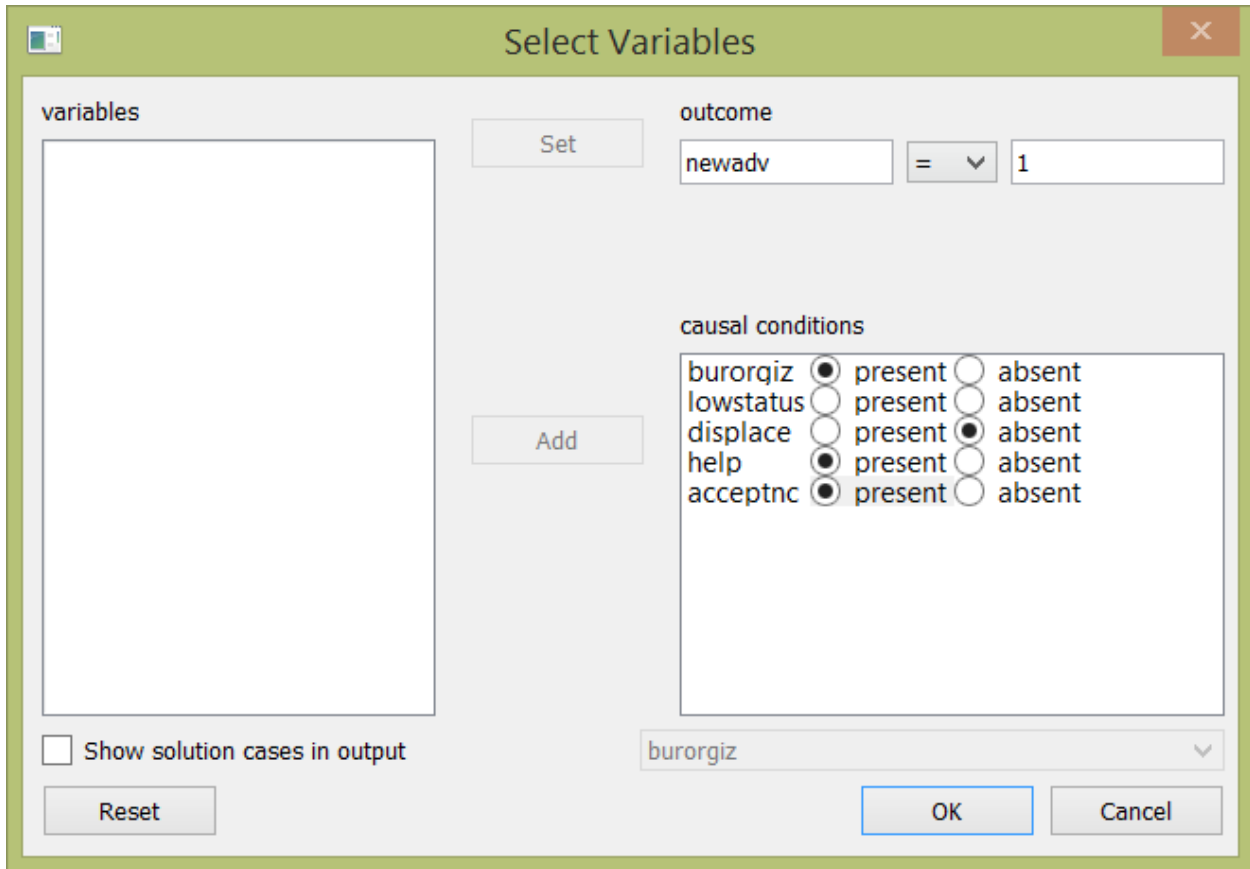 Select Variables
variables
Set
outcome
newadv = 1
causal conditions
burorgiz present absent
lowstatus present absent
displace present absent
Add
help present absent
acceptnc present absent
Show solution cases in output
burorgiz
Reset
OK
Cancel